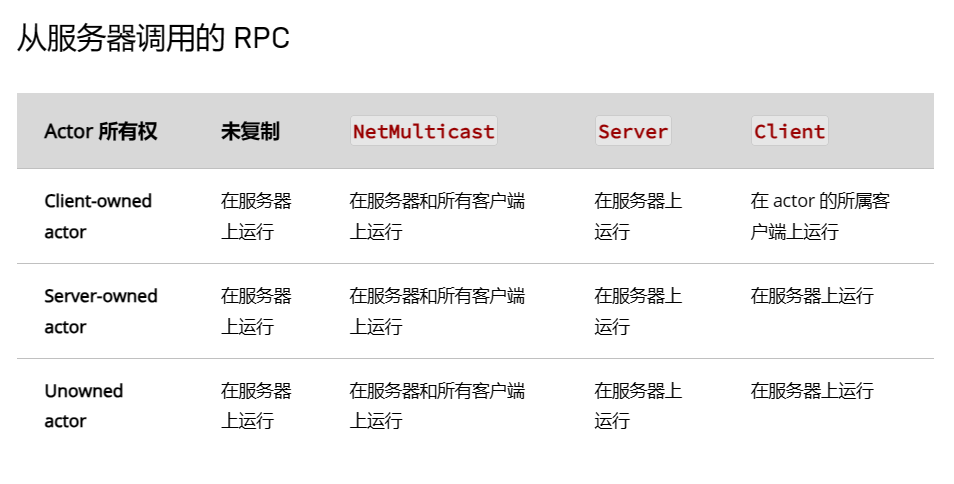 从服务器调用的 RPC
Actor 所有权 未复制 NetMulticast Server Client
Client-owned 在服务器 在服务器和所有客户端 在服务器上 在 actor 的所属客
actor 上运行 上运行 运行 户端上运行
Server-owned 在服务器 在服务器和所有客户端 在服务器上 在服务器上运行
actor 上运行 上运行 运行
Unowned 在服务器 在服务器和所有客户端 在服务器上 在服务器上运行
actor 上运行 上运行 运行